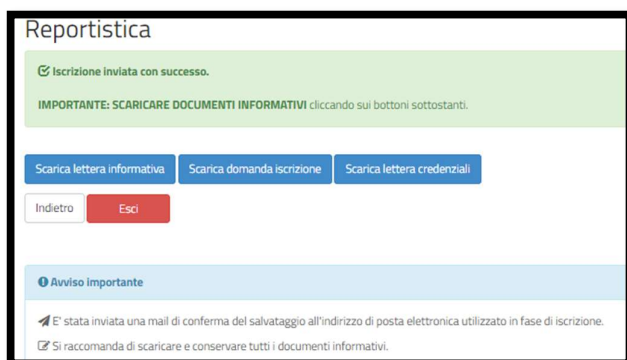 Reportistica
Iscrizione inviata con successo.
IMPORTANTE: SCARICARE DOCUMENTI INFORMATIVI cliccando sui bottoni sottostanti.
Scarica lettera informativa Scarica domanda iscrizione Scarica lettera credenziali
Indietro Esci
Avviso importante
E' stata inviata una mail di conferma del salvataggio all'indirizzo di posta elettronica utilizzato in fase di iscrizione.
Si raccomanda di scaricare e conservare tutti i documenti informativi.